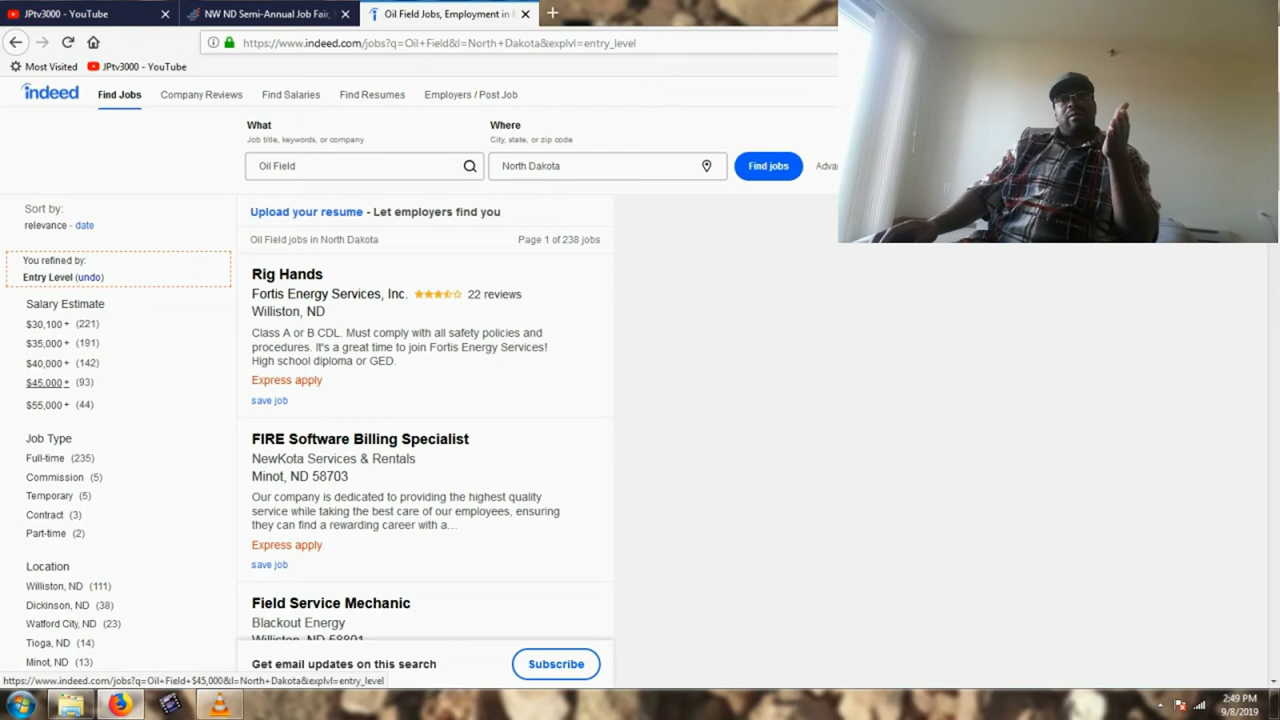 JPtv3000 - YouTube
NW ND Semi-Annual Job Fair,
Oil Field Jobs, Employment in
https://www.indeed.com/jobs?q=Oil+Field&l=North+Dakota&explvl=entry_level
Most Visited
JPtv3000 - YouTube
indeed
Find Jobs
Company Reviews
Find Salaries
Find Resumes
Employers / Post Job
What
Job title, keywords, or company
Where
City, state, or zip code
Oil Field
North Dakota
Find jobs
Adva
Sort by:
relevance - date
You refined by:
Entry Level (undo)
Salary Estimate
$30,100+ (221)
$35,000+ (191)
$40,000+ (142)
$45,000+ (93)
$55,000+ (44)
Job Type
Full-time (235)
Commission (5)
Temporary (5)
Contract (3)
Part-time (2)
Location
Williston, ND (111)
Dickinson, ND (38)
Watford City, ND (23)
Tioga, ND (14)
Minot, ND (13)
Upload your resume - Let employers find you
Oil Field jobs in North Dakota
Page 1 of 238 jobs
Rig Hands
Fortis Energy Services, Inc. 22 reviews
Williston, ND
Class A or B CDL. Must comply with all safety policies and
procedures. It's a great time to join Fortis Energy Services!
High school diploma or GED.
Express apply
save job
FIRE Software Billing Specialist
NewKota Services & Rentals
Minot, ND 58703
Our company is dedicated to providing the highest quality
service while taking the best care of our employees, ensuring
they can find a rewarding career with a…
Express apply
save job
Field Service Mechanic
Blackout Energy
Williston, ND 58801
Get email updates on this search
Subscribe
https://www.indeed.com/jobs?q=Oil+Field+$45,000&l=North+Dakota&explvl=entry_level
2:49 PM
9/8/2019